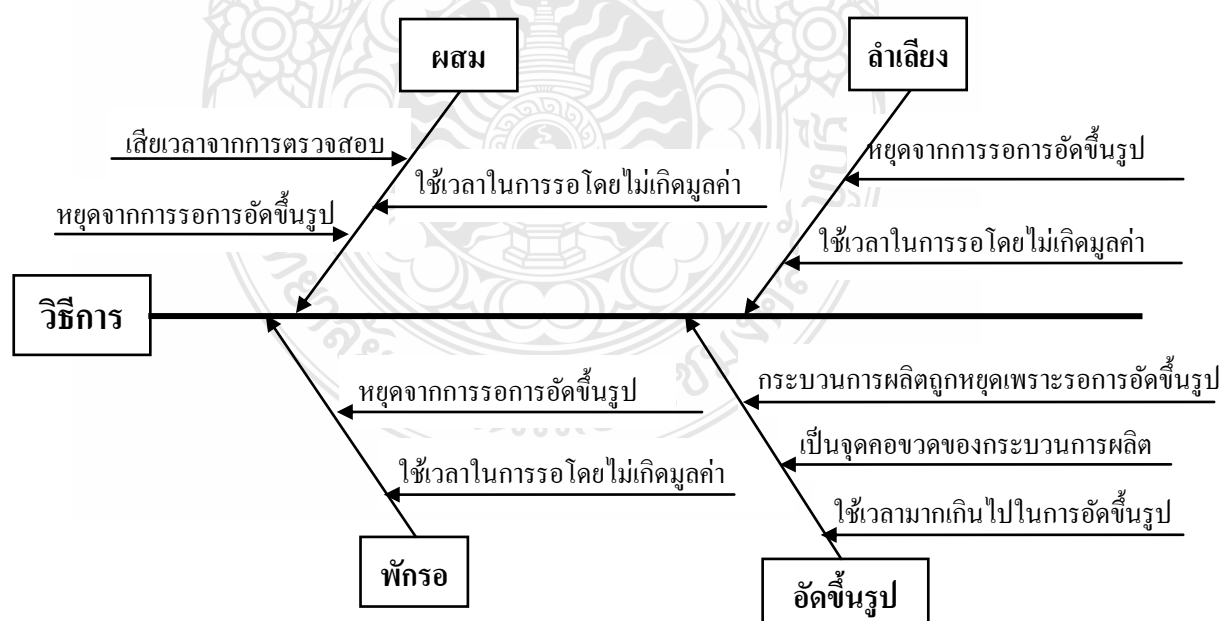 ผสม
ลำเลียง
เสียเวลาจากการตรวจสอบ
หยุดจากการรอการอัดขึ้นรูป
ใช้เวลาในการรอโดยไม่เกิดมูลค่า
หยุดจากการรอการอัดขึ้นรูป
ใช้เวลาในการรอโดยไม่เกิดมูลค่า
วิธีการ
หยุดจากการรอการอัดขึ้นรูป
กระบวนการผลิตถูกหยุดเพราะรอการอัดขึ้นรูป
เป็นจุดคอขวดของกระบวนการผลิต
ใช้เวลาในการรอโดยไม่เกิดมูลค่า
ใช้เวลามากเกินไปในการอัดขึ้นรูป
พักรอ
อัดขึ้นรูป